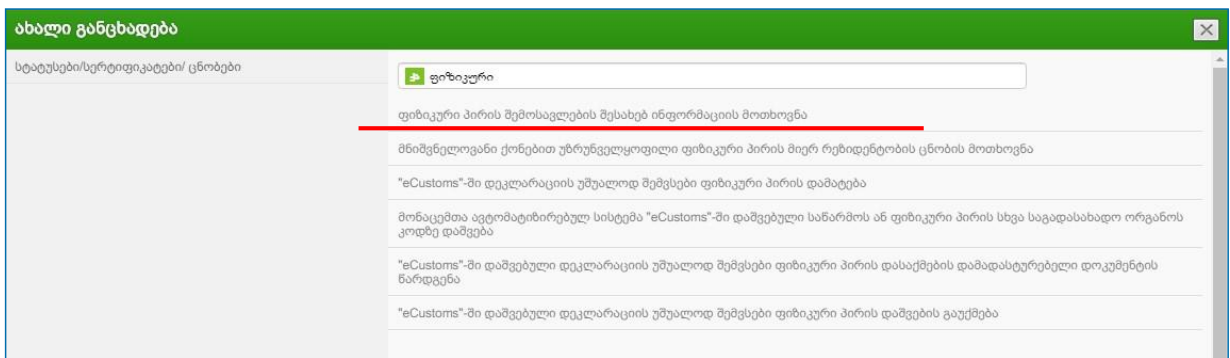 ახალი განცხადება
სტატუსები/სერტიფიკატები/ ცნობები
ფიზიკური
ფიზიკური პირის შემოსავლების შესახებ ინფორმაციის მოთხოვნა
მნიშვნელოვანი ქონებით უზრუნველყოფილი ფიზიკური პირის მიერ რეზიდენტობის ცნობის მოთხოვნა
"eCustoms"-ში დეკლარაციის უშუალოდ შემვსები ფიზიკური პირის დამატება
მონაცემთა ავტომატიზირებულ სისტემა "eCustoms"-ში დაშვებული საწარმოს ან ფიზიკური პირის სხვა საგადასახადო ორგანოს
კოდზე დაშვება
"eCustoms"-ში დაშვებული დეკლარაციის უშუალოდ შემვსები ფიზიკური პირის დასაქმების დამადასტურებელი დოკუმენტის
წარდგენა
"eCustoms"-ში დაშვებული დეკლარაციის უშუალოდ შემვსები ფიზიკური პირის დაშვების გაუქმება